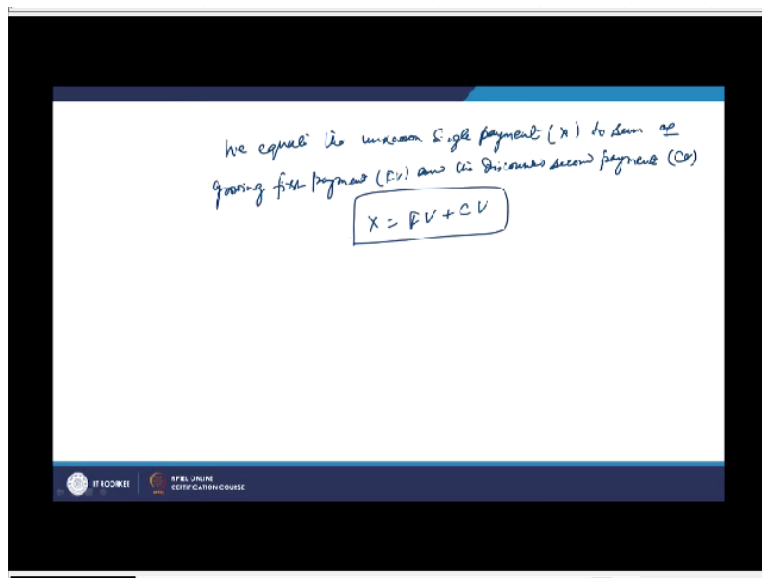 we equate the unknown single payment (X) to sum of
growing first payment (FV) and the discounted second payment (CV)
X = FV + CV
IIT ROORKEE
NPTEL ONLINE
CERTIFICATION COURSE